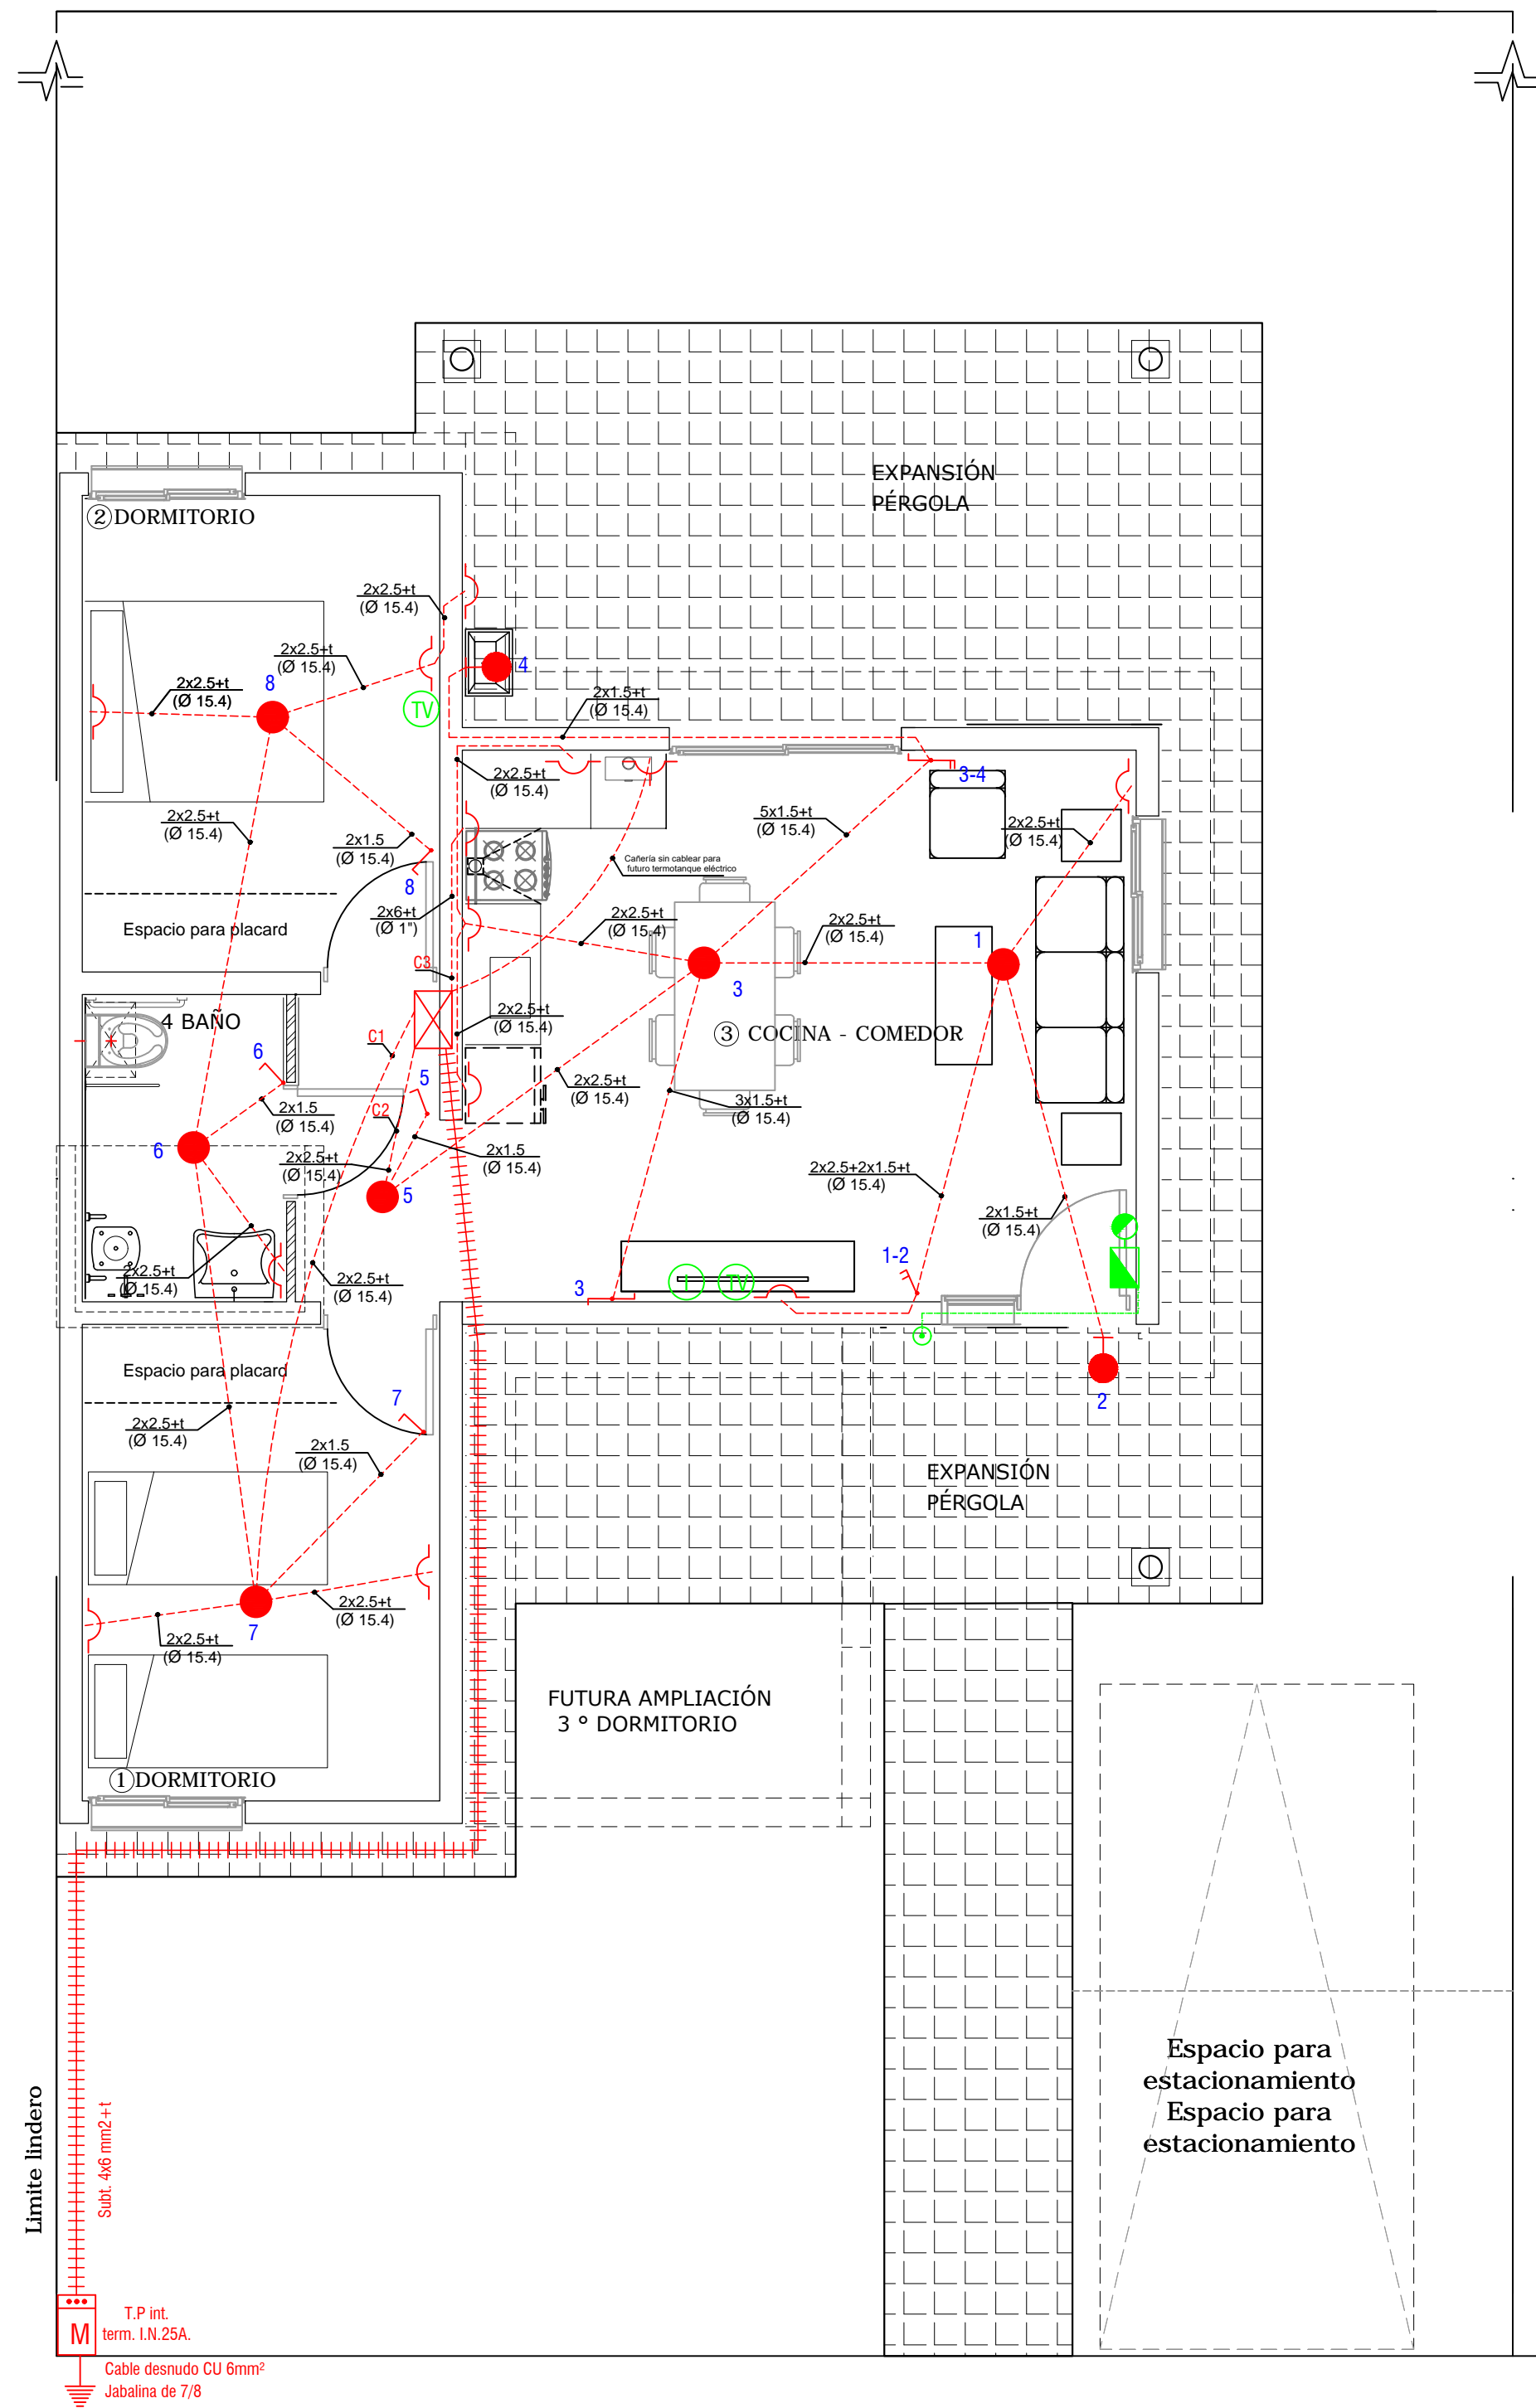 EXPANSIÓN
PÉRGOLA
2 DORMITORIO
2x2.5+t
(Ø 15.4)
2x2.5+t
(Ø 15.4)
4
2x2.5+t
(Ø 15.4)
8
TV
2x1.5+t
(Ø 15.4)
2x2.5+t
(Ø 15.4)
3-4
2x2.5+t
(Ø 15.4)
5x1.5+t
(Ø 15.4)
2x2.5+t
(Ø 15.4)
2x1.5
(Ø 15.4)
Cañería sin cablear para
futuro termotanque eléctrico
8
2x6+t
(Ø 1")
2x2.5+t
(Ø 15.4)
2x2.5+t
(Ø 15.4)
Espacio para placard
1
C3
3
4 BAÑO
2x2.5+t
(Ø 15.4)
3 COCINA - COMEDOR
C1
6
5
2x2.5+t
(Ø 15.4)
3x1.5+t
(Ø 15.4)
2x1.5
(Ø 15.4)
C2
2x1.5
(Ø 15.4)
6
2x2.5+t
(Ø 15.4)
5
2x2.5+2x1.5+t
(Ø 15.4)
2x1.5+t
(Ø 15.4)
1-2
2x2.5+t
(Ø 15.4)
2x2.5+t
(Ø 15.4)
3
T
TV
Espacio para placard
7
2
2x2.5+t
(Ø 15.4)
2x1.5
(Ø 15.4)
EXPANSIÓN
PÉRGOLA
2x2.5+t
(Ø 15.4)
7
2x2.5+t
(Ø 15.4)
FUTURA AMPLIACIÓN
3 ° DORMITORIO
1 DORMITORIO
Espacio para
estacionamiento
Espacio para
estacionamiento
Limite lindero
Subt. 4x6 mm2+t
M
T.P int.
term. I.N.25A.
Cable desnudo CU 6mm²
Jabalina de 7/8